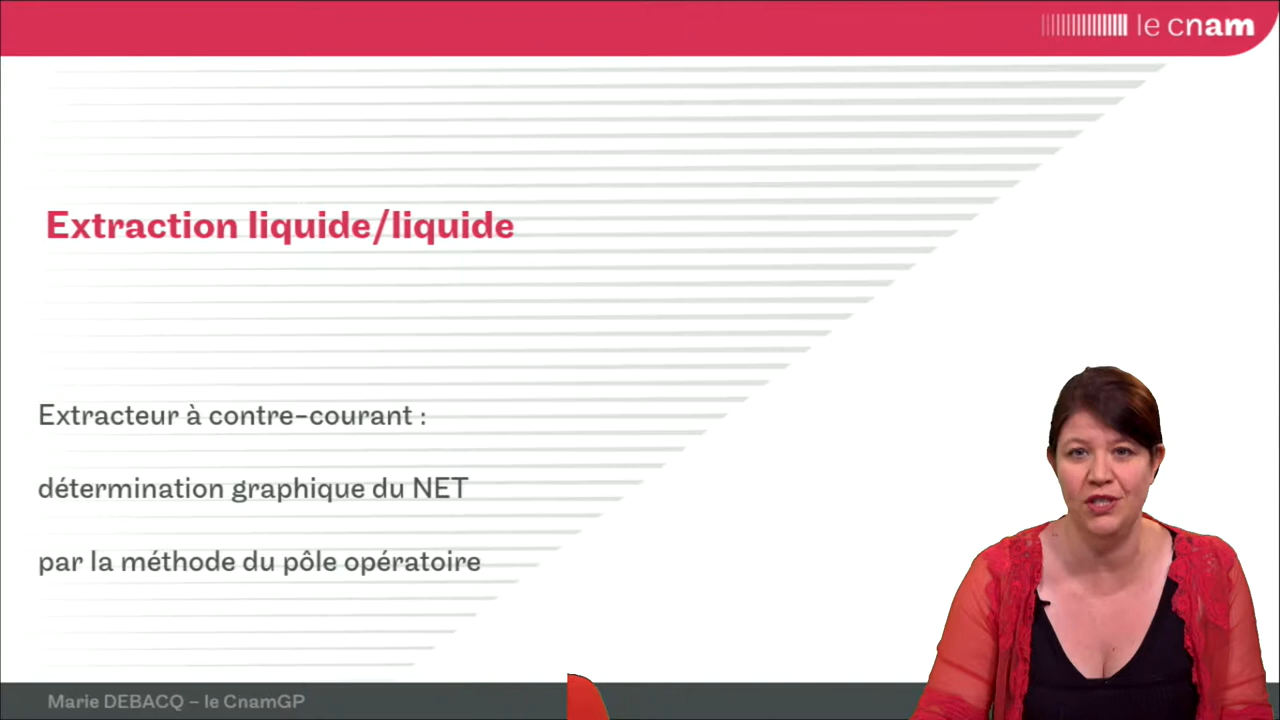 le cnam
Extraction liquide/liquide
Extracteur à contre-courant :
détermination graphique du NET
par la méthode du pôle opératoire
Marie DEBACQ – le CnamGP